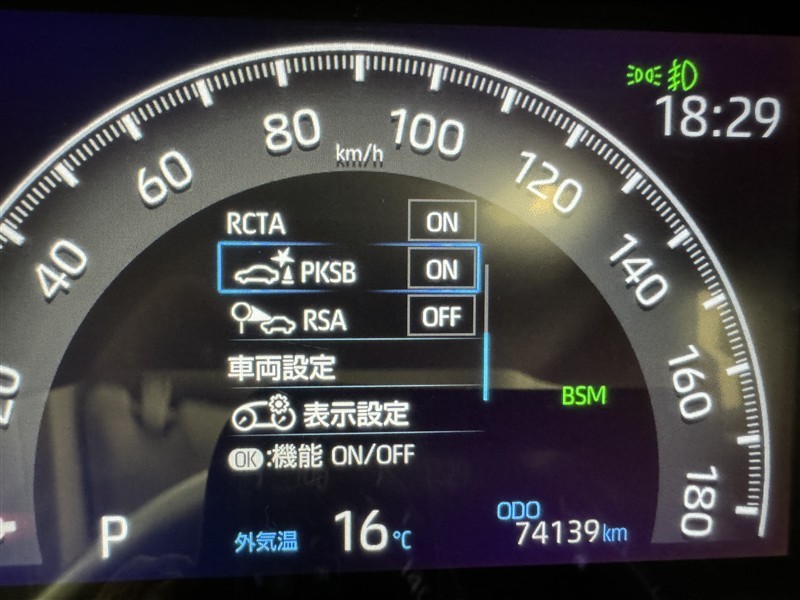 18:29
80
100
km/h
60
120
40
140
160
180
RCTA ON
PKSB ON
RSA OFF
車両設定
表示設定
OK:機能 ON/OFF
BSM
P
外気温 16℃
ODO
74139km